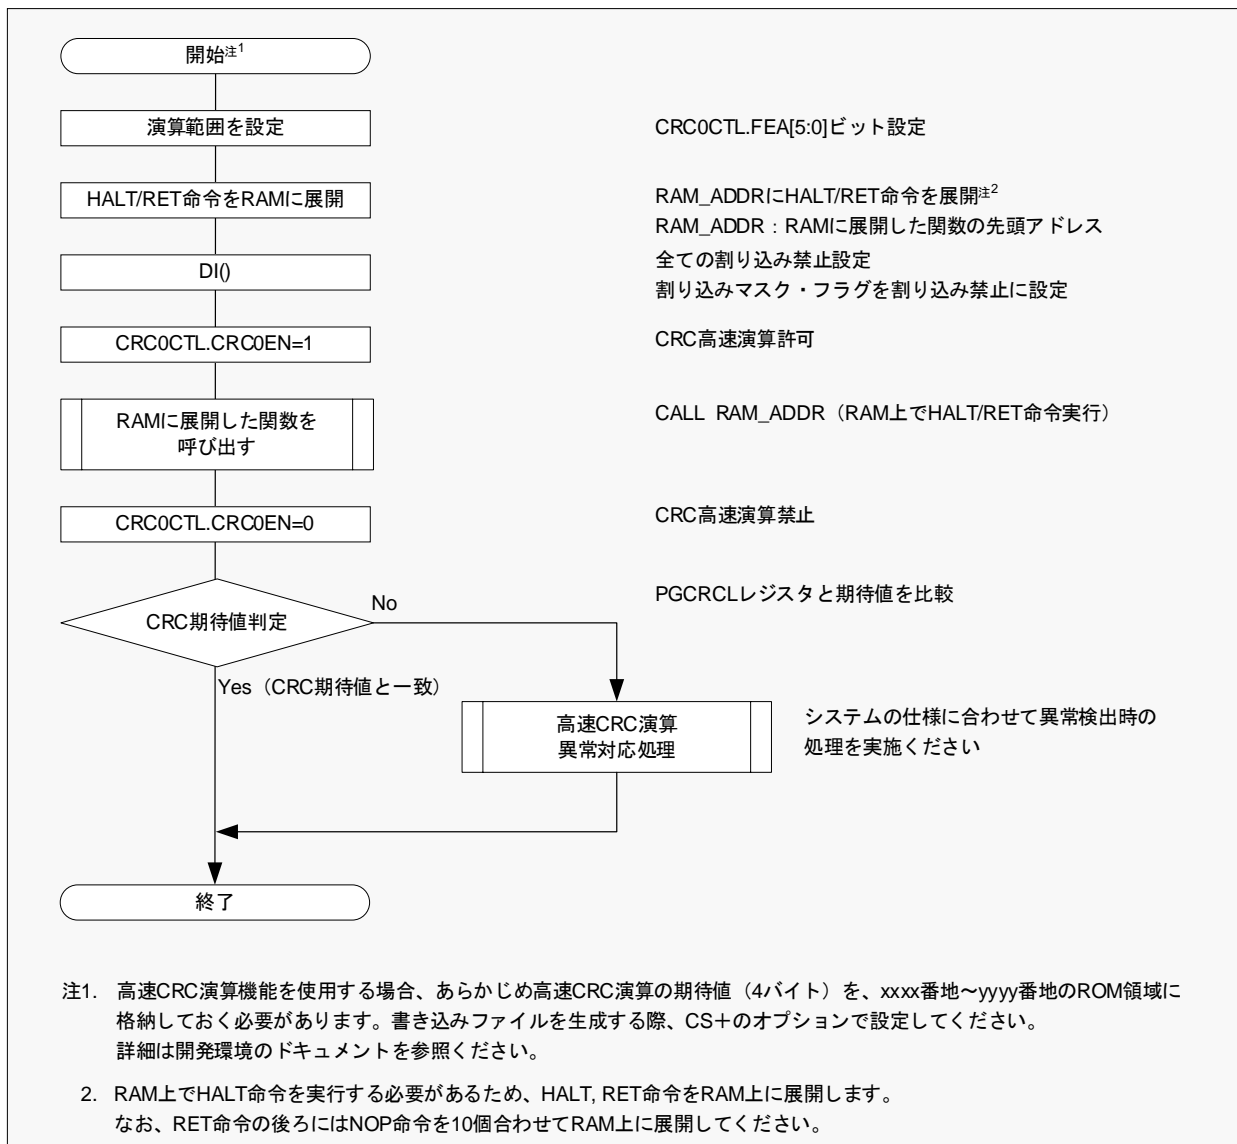 開始注1
演算範囲を設定
CRC0CTL.FEA[5:0]ビット設定
HALT/RET命令をRAMに展開
RAM_ADDRにHALT/RET命令を展開注2
RAM_ADDR：RAMに展開した関数の先頭アドレス
DI()
全ての割り込み禁止設定
割り込みマスク・フラグを割り込み禁止に設定
CRC0CTL.CRC0EN=1
CRC高速演算許可
RAMに展開した関数を
呼び出す
CALL RAM_ADDR（RAM上でHALT/RET命令実行）
CRC0CTL.CRC0EN=0
CRC高速演算禁止
CRC期待値判定
No
PGCRCLレジスタと期待値を比較
Yes（CRC期待値と一致）
高速CRC演算
異常対応処理
システムの仕様に合わせて異常検出時の
処理を実施ください
終了
注1. 高速CRC演算機能を使用する場合、あらかじめ高速CRC演算の期待値（4バイト）を、xxxx番地～yyyy番地のROM領域に
格納しておく必要があります。書き込みファイルを生成する際、CS＋のオプションで設定してください。
詳細は開発環境のドキュメントを参照ください。
2. RAM上でHALT命令を実行する必要があるため、HALT, RET命令をRAM上に展開します。
なお、RET命令の後ろにはNOP命令を10個合わせてRAM上に展開してください。